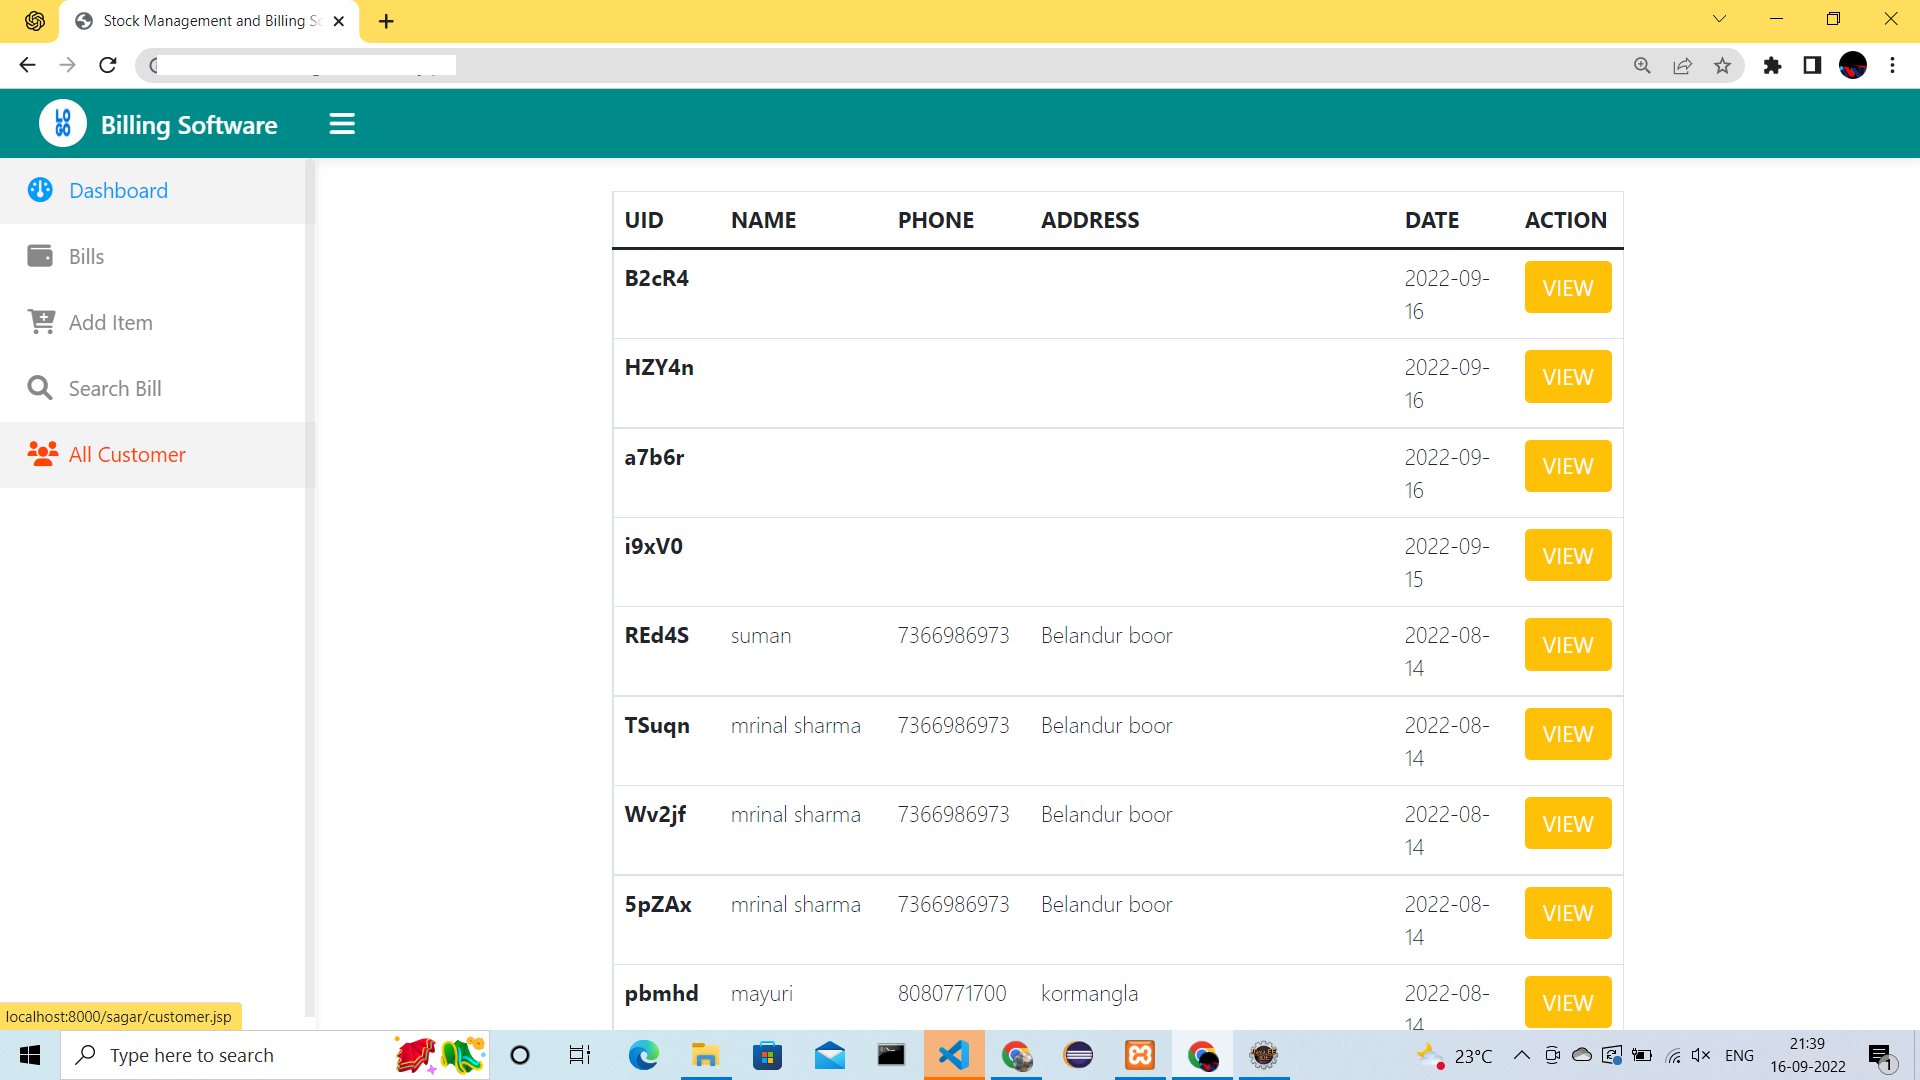 Stock Management and Billing So
LOGO
Billing Software
Dashboard
Bills
Add Item
Search Bill
All Customer
UID NAME PHONE ADDRESS DATE ACTION
B2cR4 2022-09-16 VIEW
HZY4n 2022-09-16 VIEW
a7b6r 2022-09-16 VIEW
i9xV0 2022-09-15 VIEW
REd4S suman 7366986973 Belandur boor 2022-08-14 VIEW
TSuqn mrinal sharma 7366986973 Belandur boor 2022-08-14 VIEW
Wv2jf mrinal sharma 7366986973 Belandur boor 2022-08-14 VIEW
5pZAx mrinal sharma 7366986973 Belandur boor 2022-08-14 VIEW
pbmhd mayuri 8080771700 kormangla 2022-08-14 VIEW
localhost:8000/sagar/customer.jsp
Type here to search
23°C
ENG
21:39
16-09-2022
1